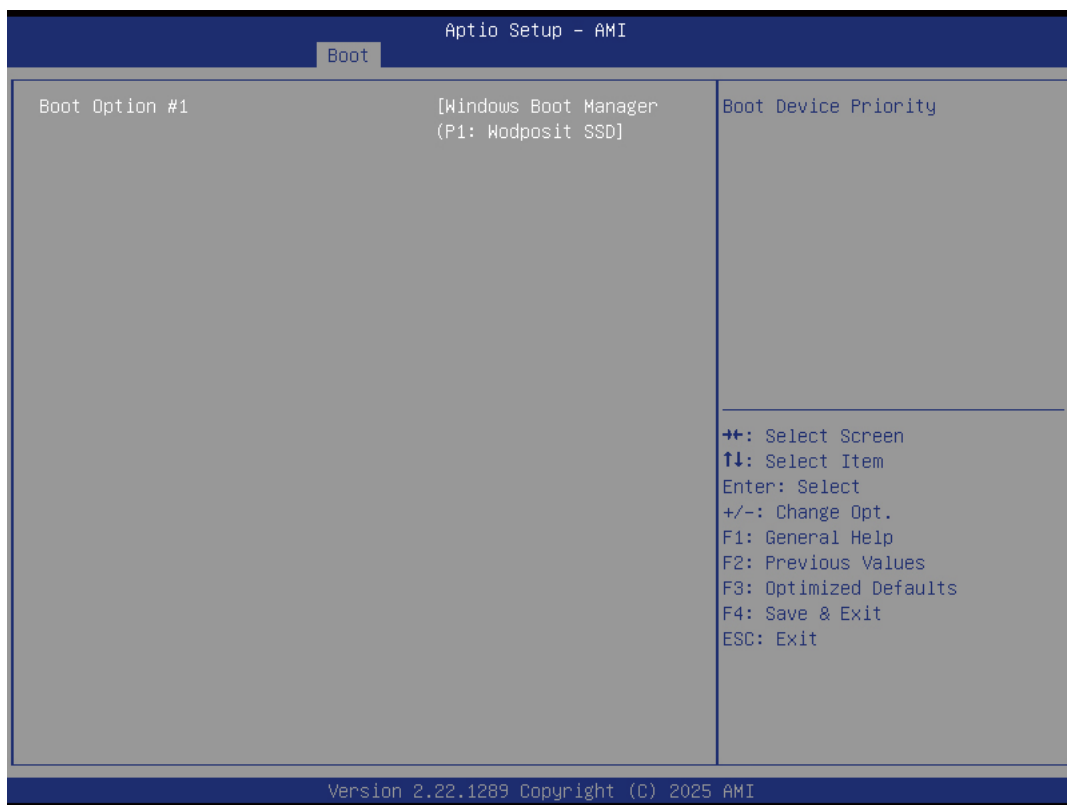 Aptio Setup – AMI
Boot
Boot Option #1
[Windows Boot Manager
(P1: Wodposit SSD]
Boot Device Priority
→←: Select Screen
↑↓: Select Item
Enter: Select
+/-: Change Opt.
F1: General Help
F2: Previous Values
F3: Optimized Defaults
F4: Save & Exit
ESC: Exit
Version 2.22.1289 Copyright (C) 2025 AMI